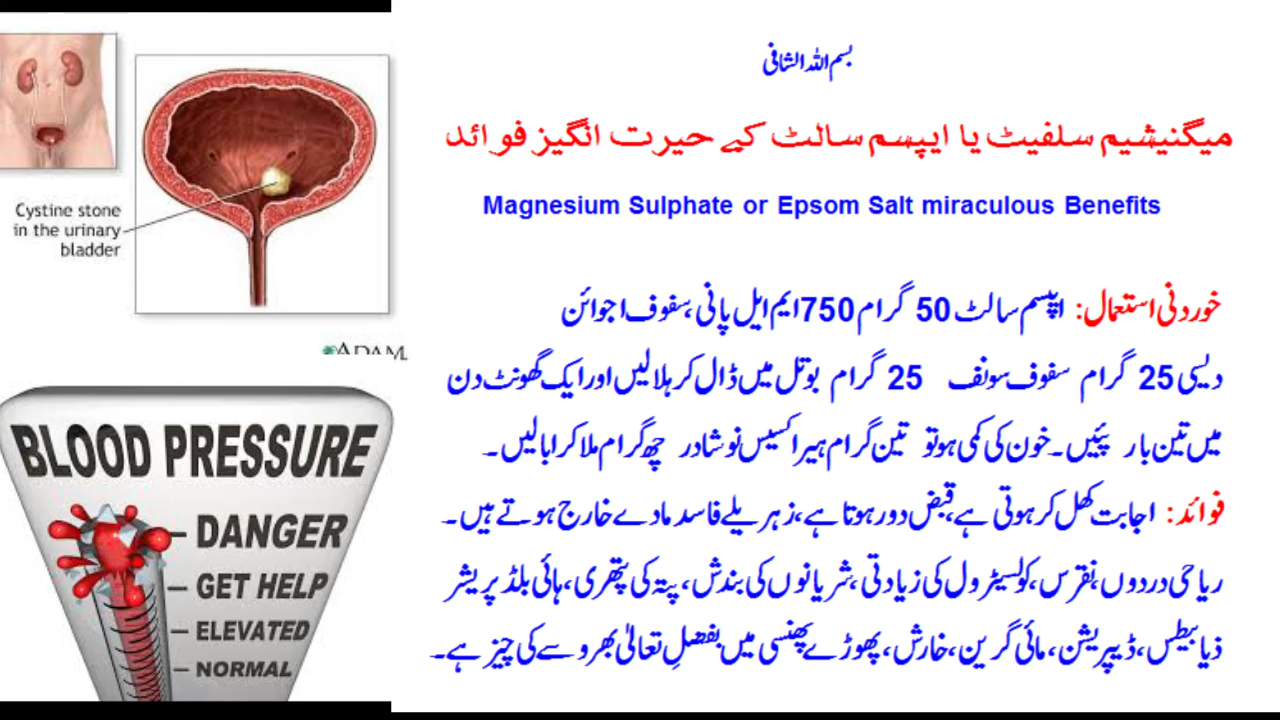 Cystine stone
in the urinary
bladder
ADAM
BLOOD PRESSURE
DANGER
GET HELP
ELEVATED
NORMAL
بسم اللہ الشافی
میگنیشیم سلفیٹ یا ایپسم سالٹ کے حیرت انگیز فوائد
Magnesium Sulphate or Epsom Salt miraculous Benefits
خوردنی استعمال: اپسم سالٹ 50 گرام 750 ایم ایل پانی، سفوف اجوائن
دیسی 25 گرام سفوف سونف 25 گرام بوتل میں ڈال کر ہلا لیں اور ایک گھونٹ دن
میں تین بار پئیں۔ خون کی کمی ہو تو تین گرام ہیرا کسیس نوشادر چھ گرام ملا کر ابالیں۔
فوائد: اجابت کھل کر ہوتی ہے، قبض دور ہوتا ہے، زہریلے فاسد مادے خارج ہوتے ہیں۔
ریاحی دردوں، نقرس، کولیسٹرول کی زیادتی، شریانوں کی بندش، پتہ کی پتھری، ہائی بلڈ پریشر
ذیابیطس، ڈیپریشن، مائی گرین، خارش، پھوڑے پھنسی میں بفضلِ تعالیٰ بھروسے کی چیز ہے۔